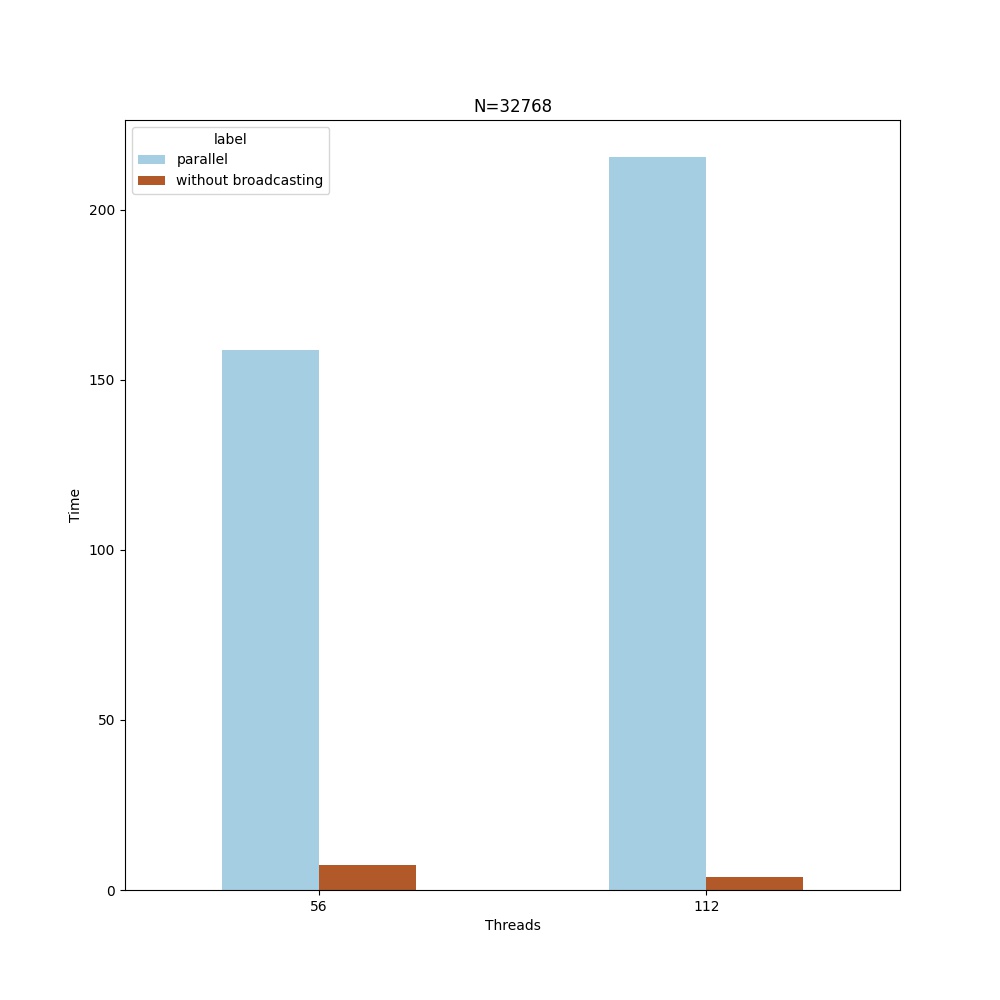 N=32768
label
parallel
without broadcasting
200
150
100
50
0
Time
56 112
Threads